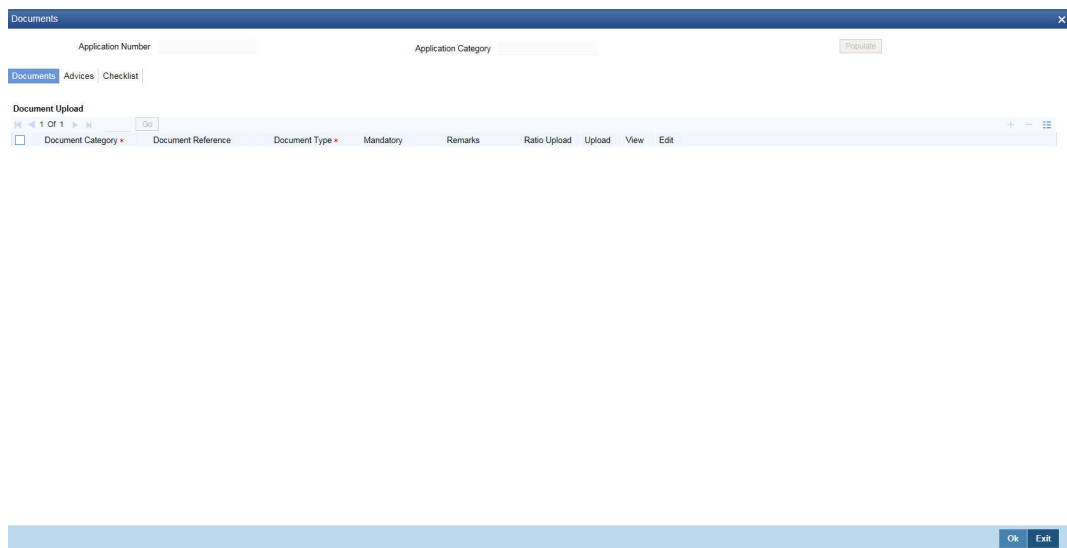 Documents
Application Number Application Category Populate
Documents Advices Checklist
Document Upload
1 Of 1 Go
Document Category * Document Reference Document Type * Mandatory Remarks Ratio Upload Upload View Edit
Ok Exit